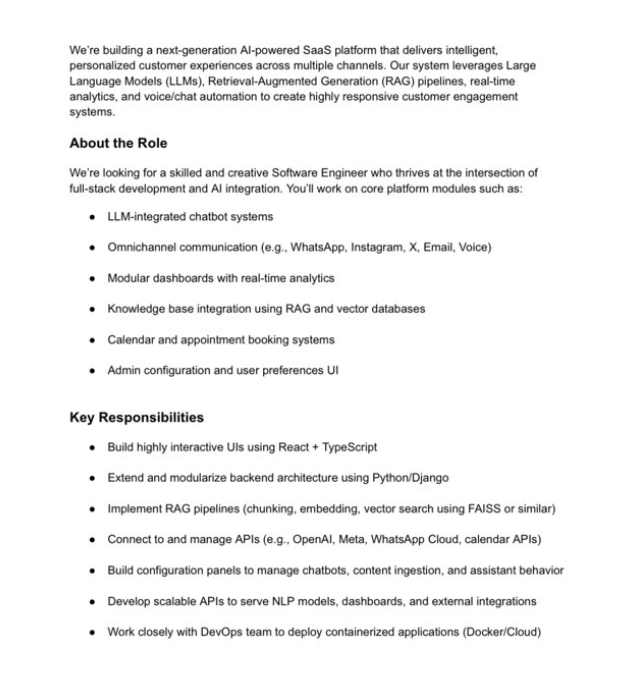 We're building a next-generation AI-powered SaaS platform that delivers intelligent,
personalized customer experiences across multiple channels. Our system leverages Large
Language Models (LLMs), Retrieval-Augmented Generation (RAG) pipelines, real-time
analytics, and voice/chat automation to create highly responsive customer engagement
systems.
About the Role
We're looking for a skilled and creative Software Engineer who thrives at the intersection of
full-stack development and AI integration. You'll work on core platform modules such as:
● LLM-integrated chatbot systems
● Omnichannel communication (e.g., WhatsApp, Instagram, X, Email, Voice)
● Modular dashboards with real-time analytics
● Knowledge base integration using RAG and vector databases
● Calendar and appointment booking systems
● Admin configuration and user preferences UI
Key Responsibilities
● Build highly interactive UIs using React + TypeScript
● Extend and modularize backend architecture using Python/Django
● Implement RAG pipelines (chunking, embedding, vector search using FAISS or similar)
● Connect to and manage APIs (e.g., OpenAI, Meta, WhatsApp Cloud, calendar APIs)
● Build configuration panels to manage chatbots, content ingestion, and assistant behavior
● Develop scalable APIs to serve NLP models, dashboards, and external integrations
● Work closely with DevOps team to deploy containerized applications (Docker/Cloud)